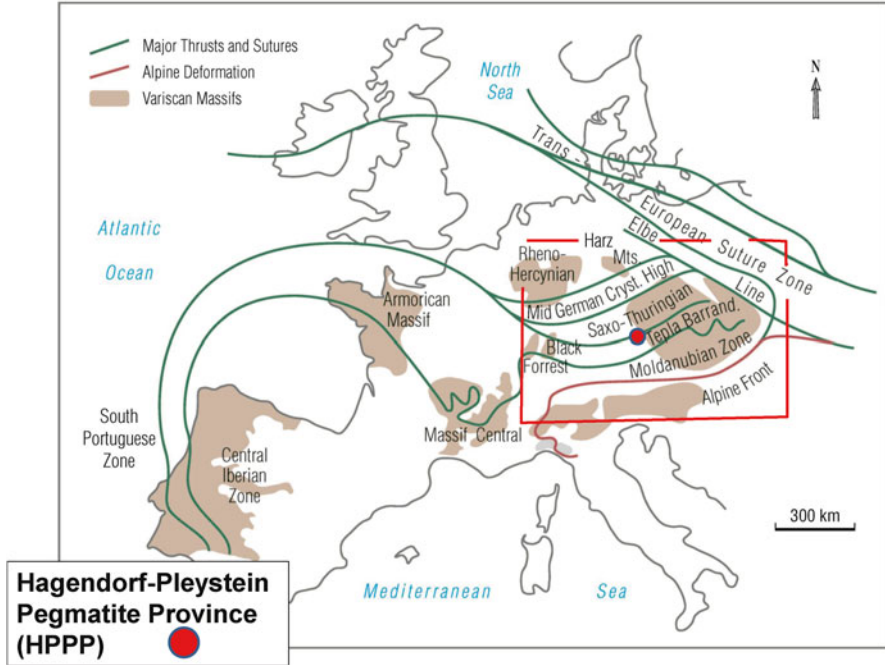 Major Thrusts and Sutures
Alpine Deformation
Variscan Massifs
North
Sea
N
Trans -
European Suture Zone
Elbe
Line
Atlantic
Ocean
Harz
Mts
Rheno-
Hercynian
Mid German Cryst. High
Saxo-Thuringian
Tepla Barrand.
Armorican
Massif
Black
Forrest
Moldanubian Zone
Alpine Front
South
Portuguese
Zone
Central
Iberian
Zone
Massif Central
300 km
Mediterranean Sea
Hagendorf-Pleystein
Pegmatite Province
(HPPP)